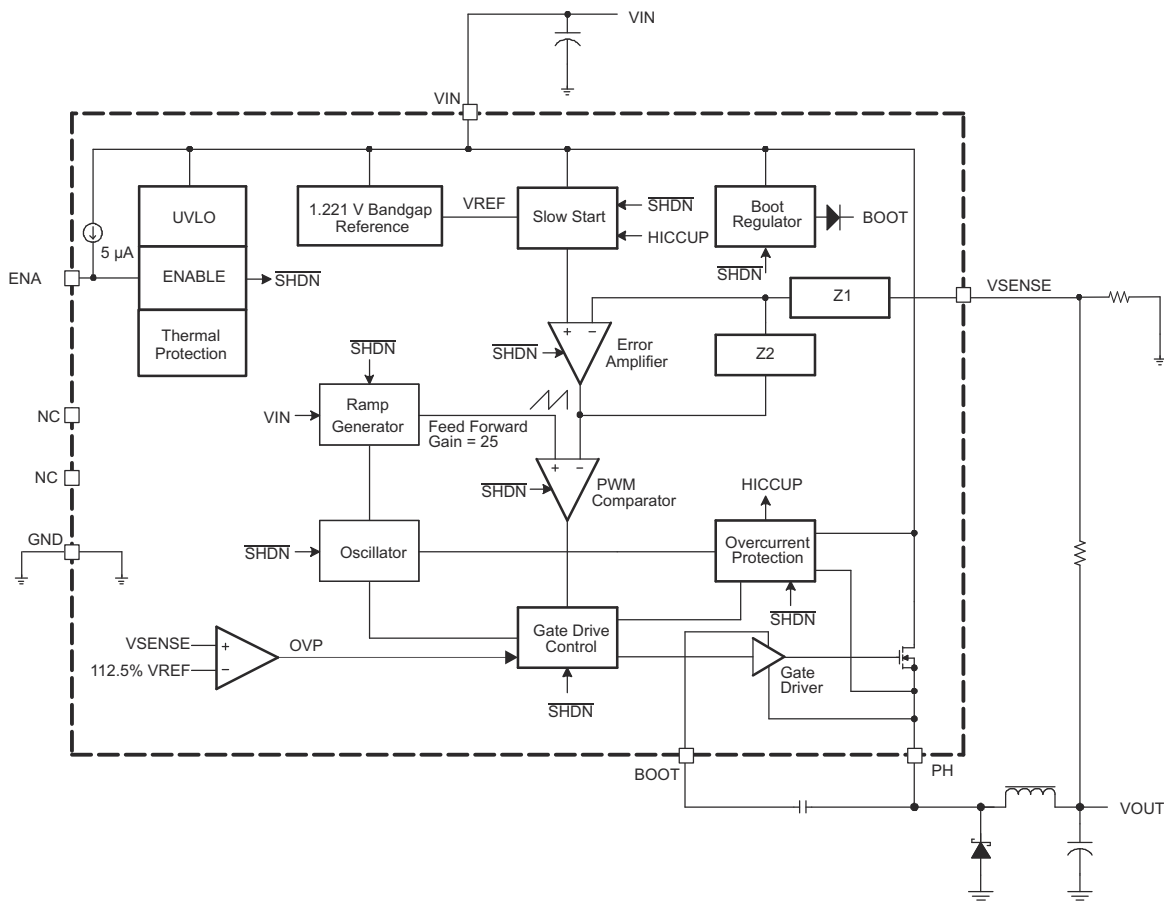 VIN
VIN
UVLO
1.221 V Bandgap
Reference
VREF
Slow Start
SHDN
HICCUP
Boot
Regulator
BOOT
SHDN
5 µA
ENA
ENABLE
SHDN
Z1
VSENSE
Thermal
Protection
+ −
Error
Amplifier
SHDN
Z2
SHDN
VIN
Ramp
Generator
Feed Forward
Gain = 25
NC
NC
+ −
SHDN
PWM
Comparator
HICCUP
GND
SHDN
Oscillator
Overcurrent
Protection
SHDN
VSENSE
+
112.5% VREF
−
OVP
Gate Drive
Control
SHDN
Gate
Driver
BOOT
PH
VOUT